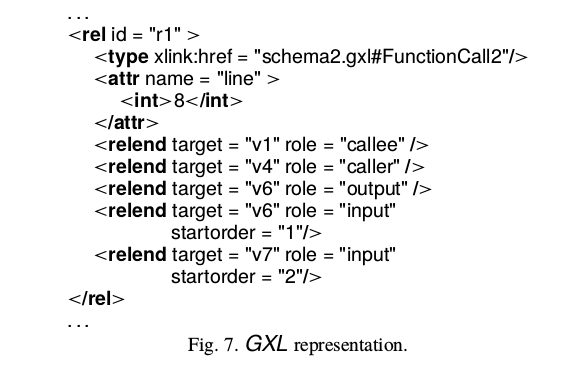 . . .
<rel id = "r1" >
<type xlink:href = "schema2.gxl#FunctionCall2"/>
<attr name = "line" >
<int>8</int>
</attr>
<relend target = "v1" role = "callee" />
<relend target = "v4" role = "caller" />
<relend target = "v6" role = "output" />
<relend target = "v6" role = "input"
startorder = "1"/>
<relend target = "v7" role = "input"
startorder = "2"/>
</rel>
. . .
Fig. 7. GXL representation.